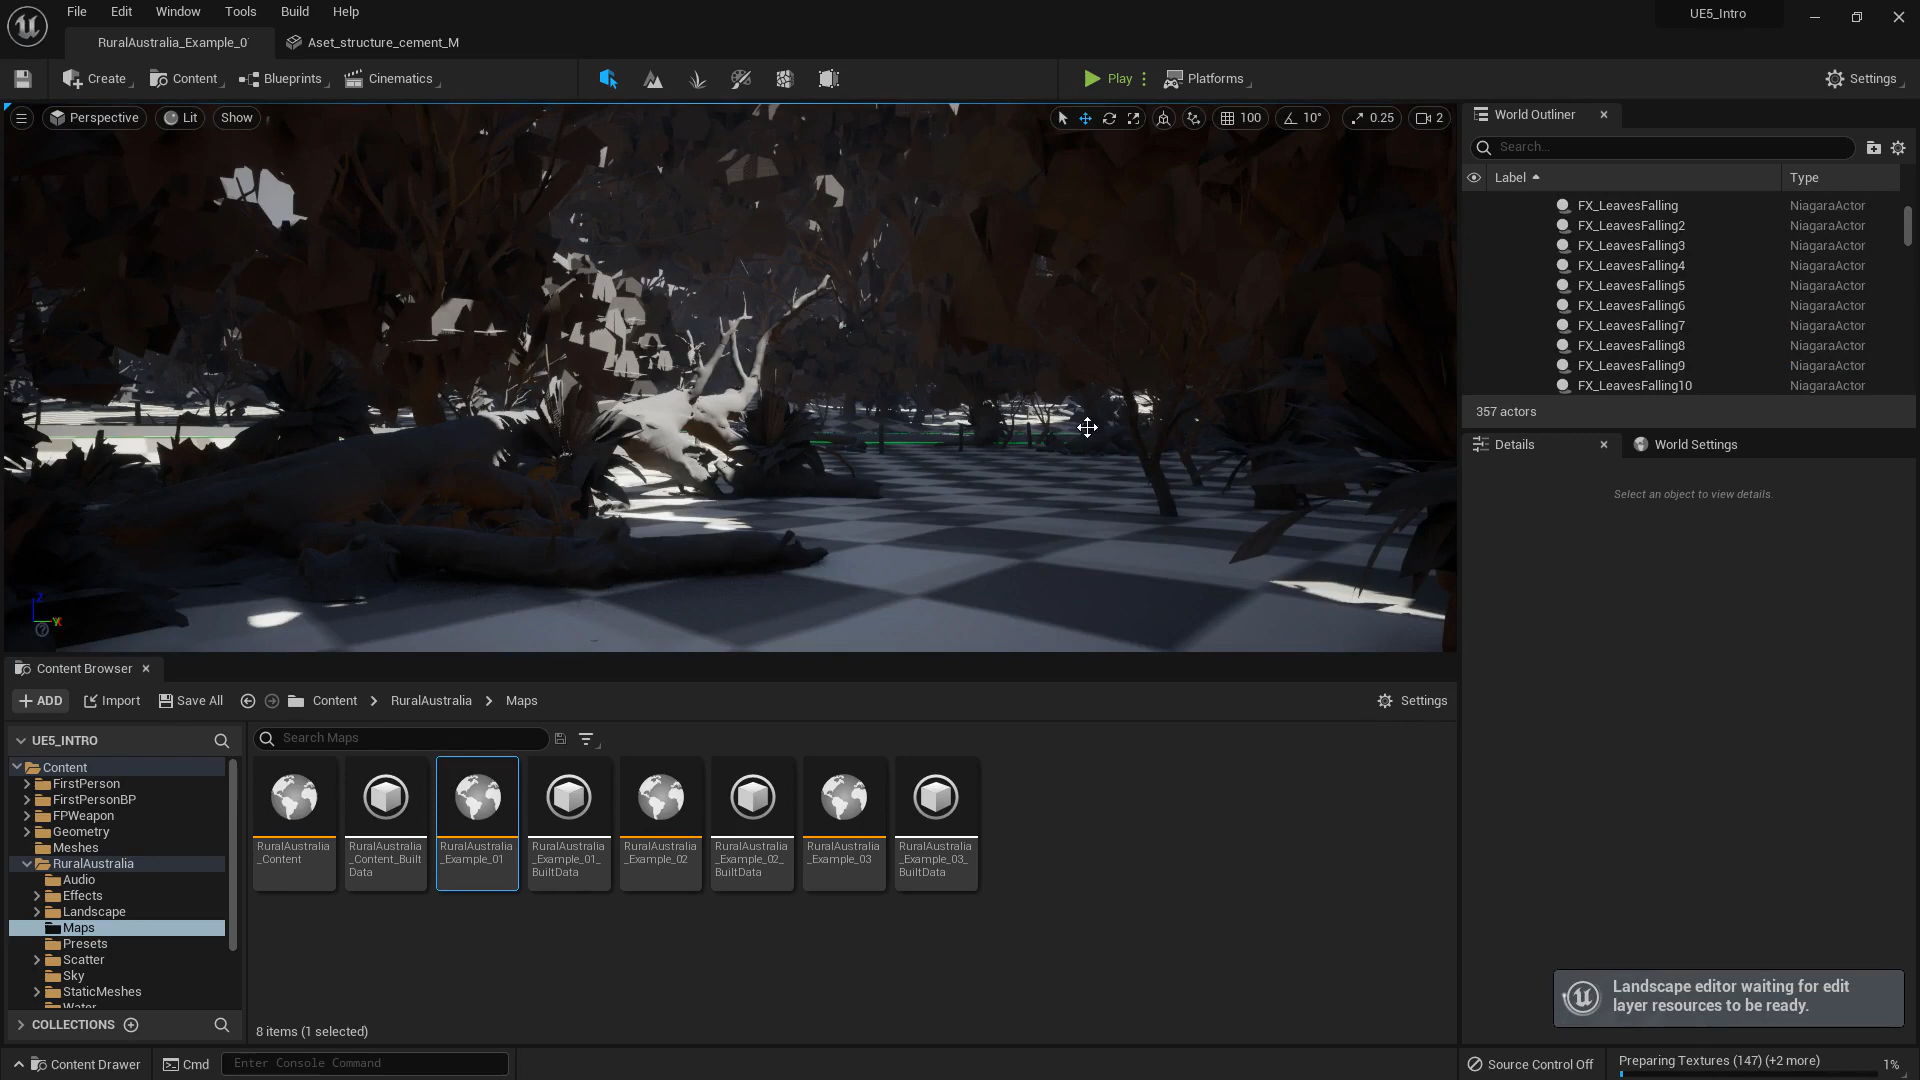 File Edit Window Tools Build Help
UE5_Intro
RuralAustralia_Example_0
Aset_structure_cement_M
Create
Content
Blueprints
Cinematics
Play
Platforms
Settings
Perspective
Lit
Show
100
10°
0.25
2
World Outliner
Search...
Label
Type
FX_LeavesFalling NiagaraActor
FX_LeavesFalling2 NiagaraActor
FX_LeavesFalling3 NiagaraActor
FX_LeavesFalling4 NiagaraActor
FX_LeavesFalling5 NiagaraActor
FX_LeavesFalling6 NiagaraActor
FX_LeavesFalling7 NiagaraActor
FX_LeavesFalling8 NiagaraActor
FX_LeavesFalling9 NiagaraActor
FX_LeavesFalling10 NiagaraActor
357 actors
Details
World Settings
Select an object to view details.
Z
Y
Content Browser
ADD
Import
Save All
Content
RuralAustralia
Maps
Settings
UE5_INTRO
Search Maps
Content
FirstPerson
FirstPersonBP
FPWeapon
Geometry
Meshes
RuralAustralia
Audio
Effects
Landscape
Maps
Presets
Scatter
Sky
StaticMeshes
Water
COLLECTIONS
RuralAustralia
_Content
RuralAustralia
_Content_Built
Data
RuralAustralia
_Example_01
RuralAustralia
_Example_01_
BuiltData
RuralAustralia
_Example_02
RuralAustralia
_Example_02_
BuiltData
RuralAustralia
_Example_03
RuralAustralia
_Example_03_
BuiltData
8 items (1 selected)
Landscape editor waiting for edit
layer resources to be ready.
Content Drawer
Cmd
Enter Console Command
Source Control Off
Preparing Textures (147) (+2 more)
1%